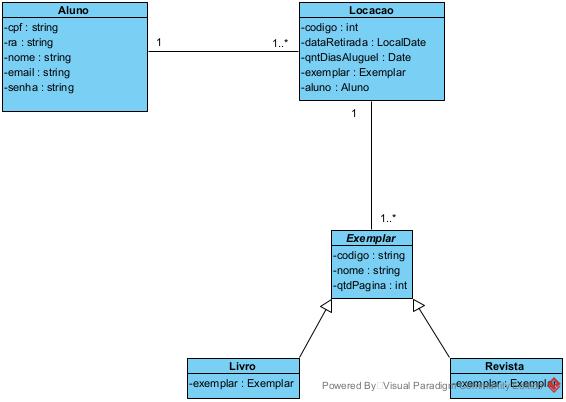 Aluno
-cpf : string
-ra : string
-nome : string
-email : string
-senha : string
1
1..*
Locacao
-codigo : int
-dataRetirada : LocalDate
-qntDiasAluguel : Date
-exemplar : Exemplar
-aluno : Aluno
1
1..*
Exemplar
-codigo : string
-nome : string
-qtdPagina : int
Livro
-exemplar : Exemplar
Revista
-exemplar : Exemplar
Powered By Visual Paradigm Community Edition